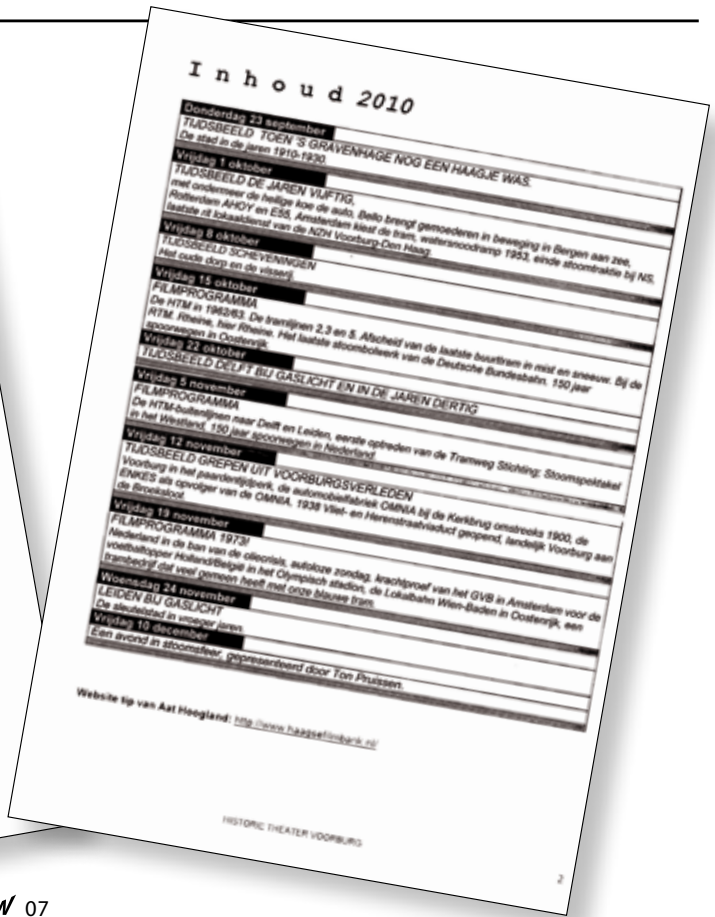 Inhoud 2010
Donderdag 23 september
TIJDSBEELD TOEN 'S GRAVENHAGE NOG EEN HAAGJE WAS.
De stad in de jaren 1910-1930.
Vrijdag 1 oktober
TIJDSBEELD DE JAREN VIJFTIG,
met ondermeer de heilige koe de auto, Bello brengt gemoederen in beweging in Bergen aan zee,
Rotterdam AHOY en E55, Amsterdam kiest de tram, watersnoodramp 1953, einde stoomtraktie bij NS,
laatste rit lokaaldienst van de NZH Voorburg-Den Haag.
Vrijdag 8 oktober
TIJDSBEELD SCHEVENINGEN
Het oude dorp en de visserij.
Vrijdag 15 oktober
FILMPROGRAMMA
De HTM in 1962/63. De tramlijnen 2,3 en 5. Afscheid van de laatste buurttram in mist en sneeuw. Bij de
RTM. Rheine, hier Rheine. Het laatste stoombolwerk van de Deutsche Bundesbahn. 150 jaar
spoorwegen in Oostenrijk.
Vrijdag 22 oktober
TIJDSBEELD DELFT BIJ GASLICHT EN IN DE JAREN DERTIG
Vrijdag 5 november
FILMPROGRAMMA
De HTM-buitenlijnen naar Delft en Leiden, eerste optreden van de Tramweg Stichting; Stoomspektakel
in het Westland, 150 jaar spoorwegen in Nederland.
Vrijdag 12 november
TIJDSBEELD GREPEN UIT VOORBURGSVERLEDEN
Voorburg in het paardentijdperk, de automobielfabriek OMNIA bij de Kerkbrug omstreeks 1900, de
ENKES als opvolger van de OMNIA. 1938 Vliet- en Herenstraatviaduct geopend, landelijk Voorburg aan
de Broeksloot.
Vrijdag 19 november
FILMPROGRAMMA 1973!
Nederland in de ban van de oliecrisis, autoloze zondag, krachtproef van het GVB in Amsterdam voor de
voetbaltopper Holland/België in het Olympisch stadion, de Lokalbahn Wien-Baden in Oostenrijk, een
trambedrijf dat veel gemeen heeft met onze blauwe tram.
Woensdag 24 november
LEIDEN BIJ GASLICHT
De sleutelstad in vroeger jaren.
Vrijdag 10 december
Een avond in stoomsfeer, gepresenteerd door Ton Pruissen.
Website tip van Aat Hoogland: http://www.haagsefilmbank.nl/
HISTORIC THEATER VOORBURG
2
07